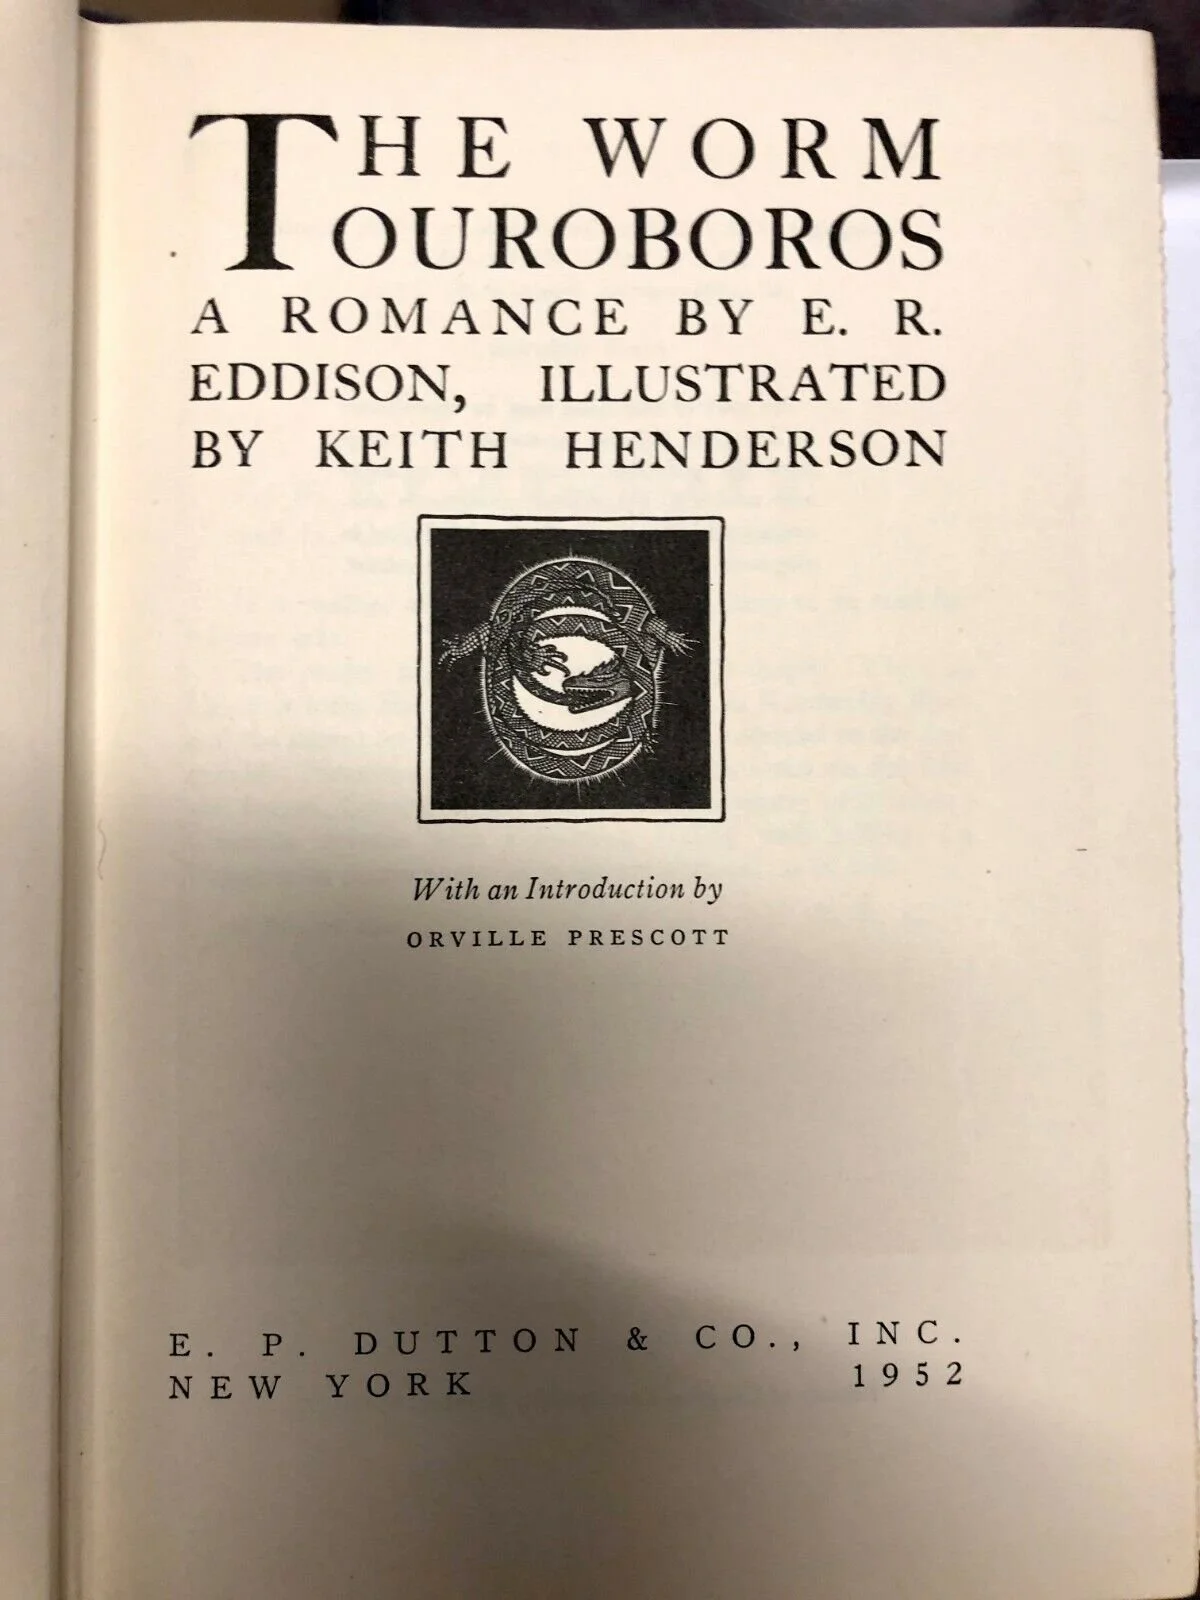 THE WORM
OUROBOROS
A ROMANCE BY E. R.
EDDISON, ILLUSTRATED
BY KEITH HENDERSON
With an Introduction by
ORVILLE PRESCOTT
E. P. DUTTON & CO., INC.
NEW YORK 1952